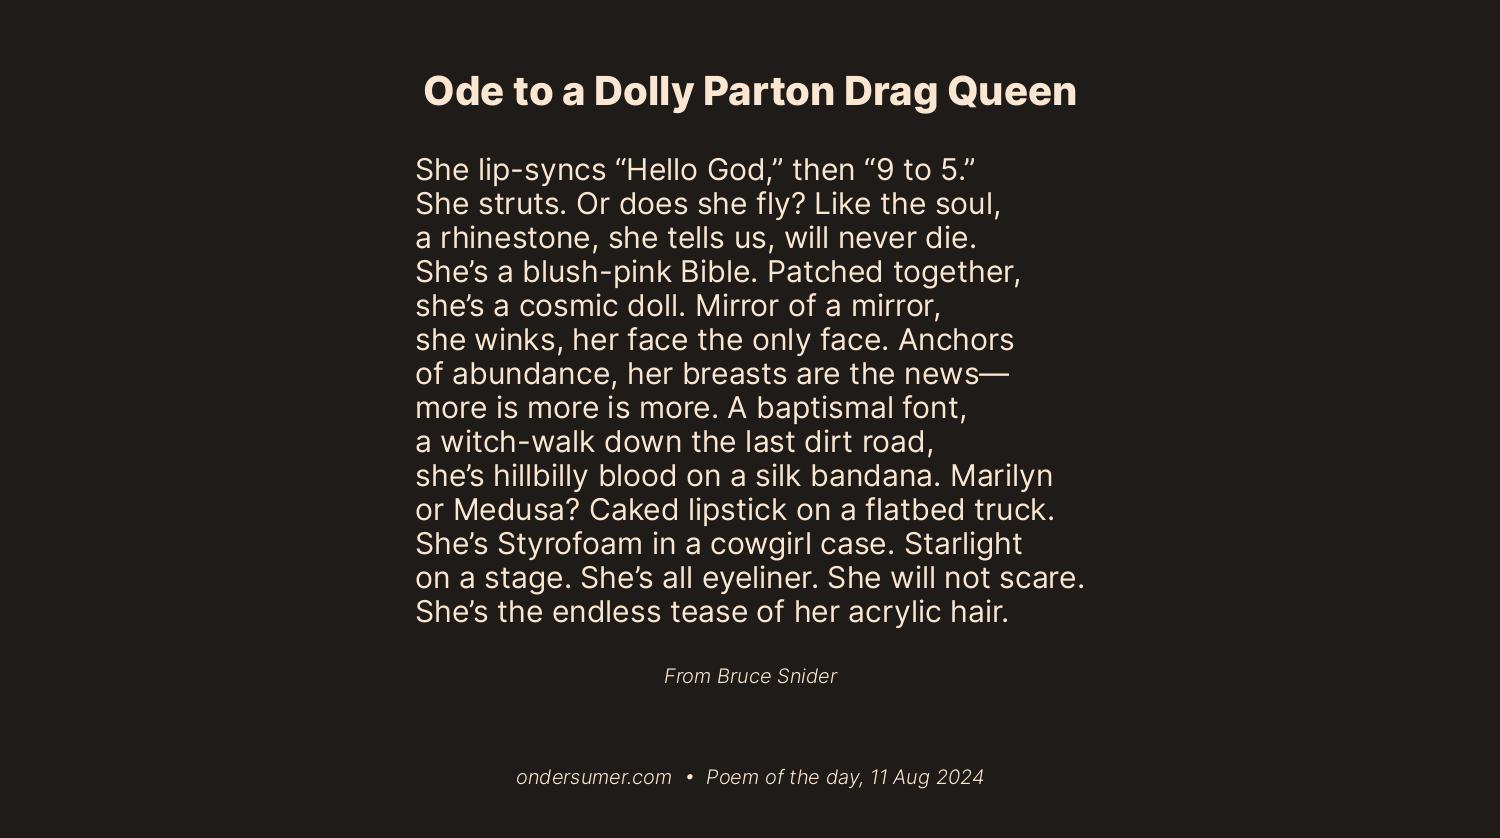 Ode to a Dolly Parton Drag Queen
She lip-syncs “Hello God,” then “9 to 5.”
She struts. Or does she fly? Like the soul,
a rhinestone, she tells us, will never die.
She’s a blush-pink Bible. Patched together,
she’s a cosmic doll. Mirror of a mirror,
she winks, her face the only face. Anchors
of abundance, her breasts are the news—
more is more is more. A baptismal font,
a witch-walk down the last dirt road,
she’s hillbilly blood on a silk bandana. Marilyn
or Medusa? Caked lipstick on a flatbed truck.
She’s Styrofoam in a cowgirl case. Starlight
on a stage. She’s all eyeliner. She will not scare.
She’s the endless tease of her acrylic hair.
From Bruce Snider
ondersumer.com • Poem of the day, 11 Aug 2024